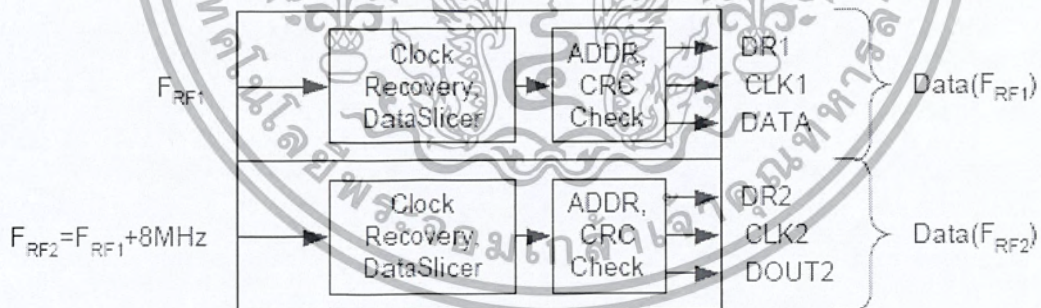 F_RF1
Clock
Recovery,
DataSlicer
ADDR,
CRC
Check
DR1
CLK1
DATA
Data(F_RF1)
F_RF2=F_RF1+8MHz
Clock
Recovery,
DataSlicer
ADDR,
CRC
Check
DR2
CLK2
DOUT2
Data(F_RF2)